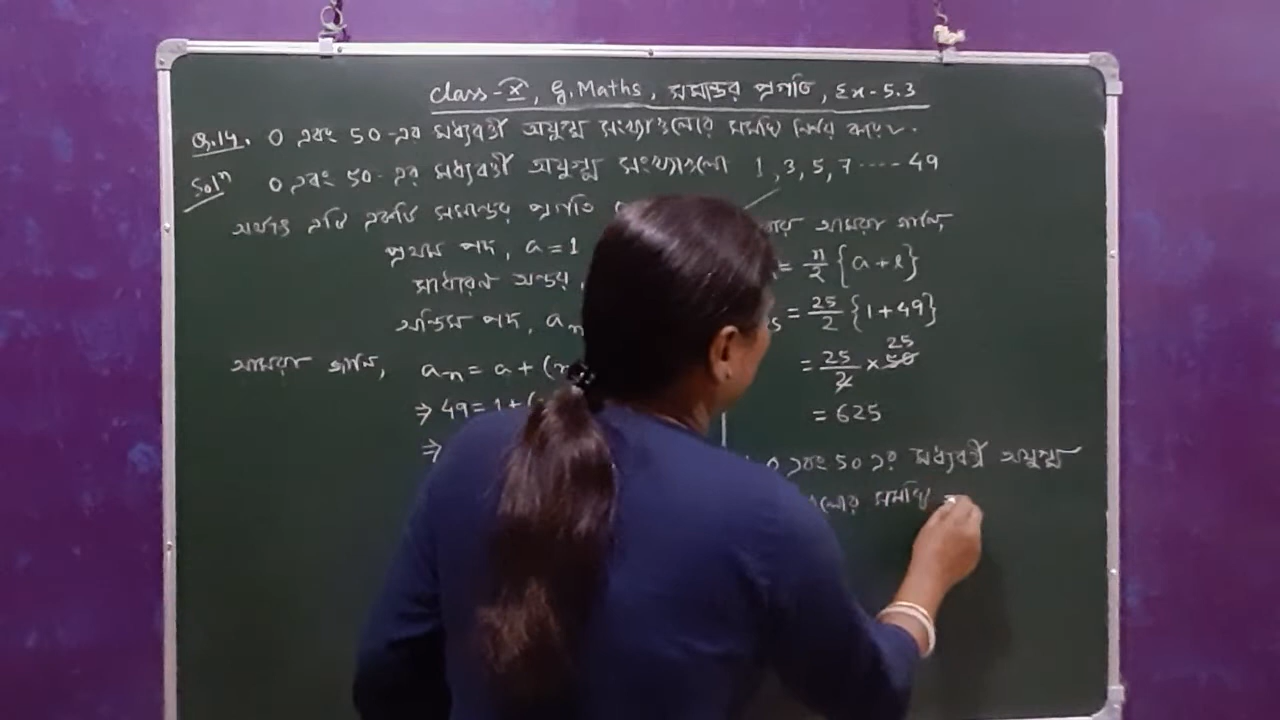 Class-X, G. Maths, সমান্তর প্রগতি, Ex-5.3
Q.14. 0 এবং 50-এর মধ্যবর্ত্তী অযুগ্ম সংখ্যাগুলোর সমষ্টি নির্ণয় করো।
Solⁿ 0 এবং 50-এর মধ্যবর্ত্তী অযুগ্ম সংখ্যাগুলো 1, 3, 5, 7 ---- 49
অর্থাৎ এটি একটি সমান্তর প্রগতি
প্রথম পদ, a = 1
সাধারণ অন্তর,
অন্তিম পদ, an
আমরা জানি, an = a + (n
⇒ 49 = 1 + (
⇒
আমরা জানি,
= n/2 {a + l}
= 25/2 {1 + 49}
= 25/2 × 50 25
= 625
0 এবং 50 এর মধ্যবর্ত্তী অযুগ্ম
সমষ্টি